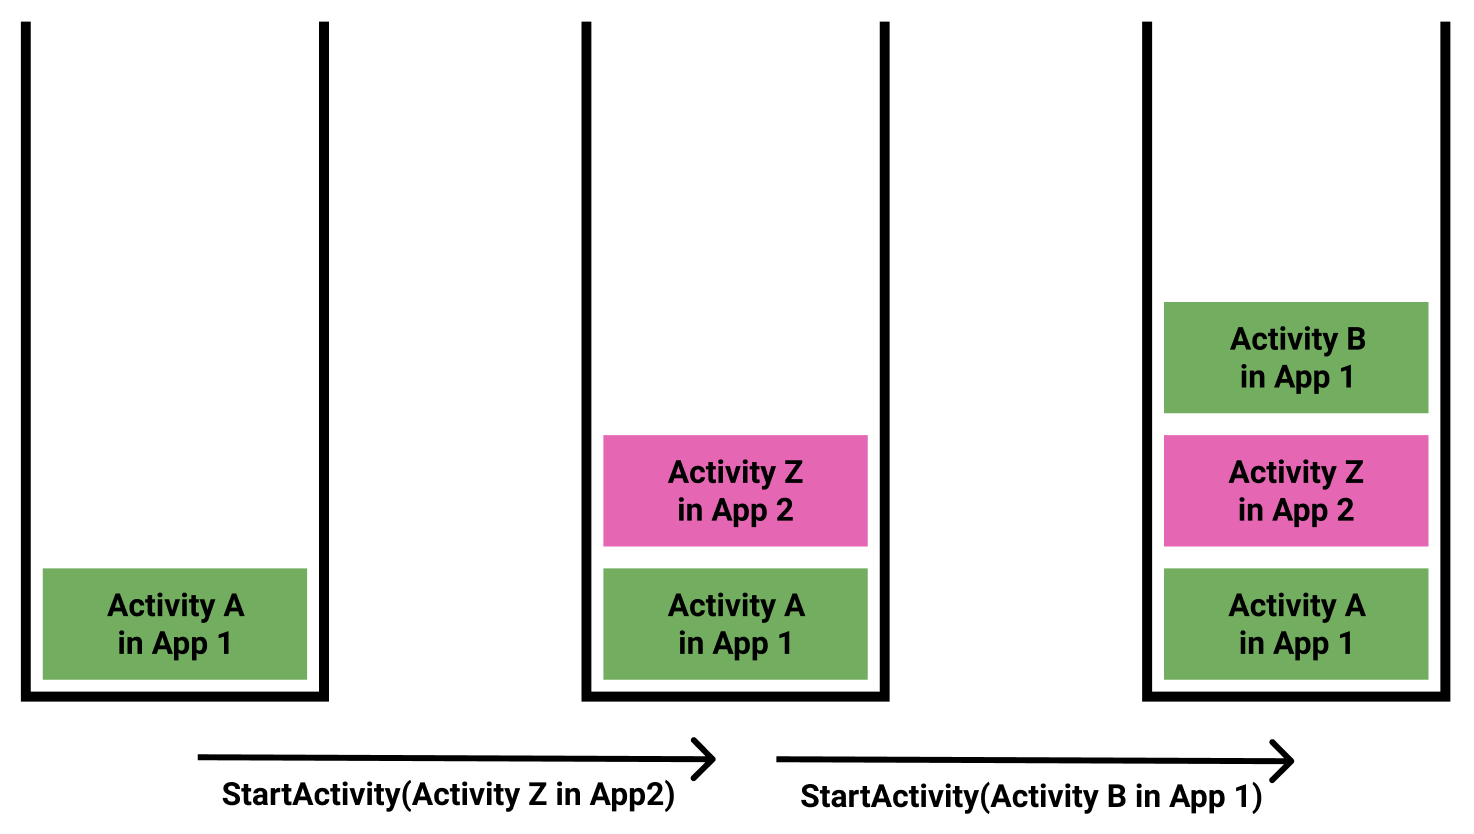 Activity A
in App 1
Activity Z
in App 2
Activity A
in App 1
Activity B
in App 1
Activity Z
in App 2
Activity A
in App 1
StartActivity(Activity Z in App2)
StartActivity(Activity B in App 1)